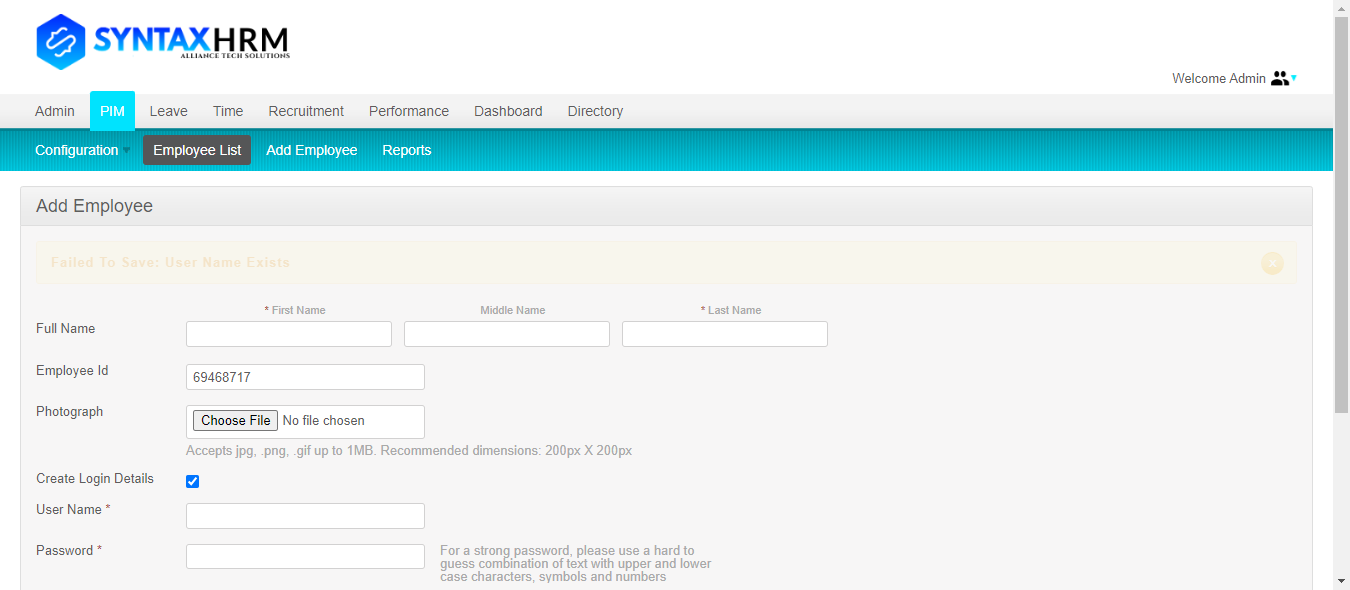 SYNTAXHRM
ALLIANCE TECH SOLUTIONS
Welcome Admin
Admin PIM Leave Time Recruitment Performance Dashboard Directory
Configuration Employee List Add Employee Reports
Add Employee
Failed To Save: User Name Exists
* First Name Middle Name * Last Name
Full Name
Employee Id 69468717
Photograph Choose File No file chosen
Accepts jpg, .png, .gif up to 1MB. Recommended dimensions: 200px X 200px
Create Login Details
User Name *
Password * For a strong password, please use a hard to
guess combination of text with upper and lower
case characters, symbols and numbers